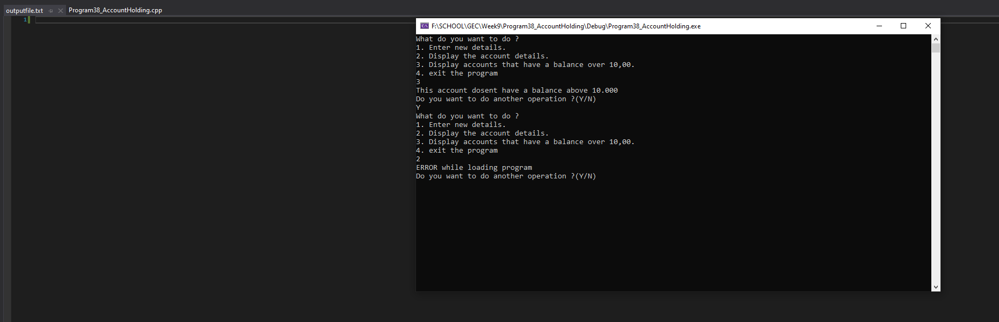 outputfile.txt Program38_AccountHolding.cpp
1
F:\SCHOOL\GEC\Week9\Program38_AccountHolding\Debug\Program38_AccountHolding.exe
What do you want to do ?
1. Enter new details.
2. Display the account details.
3. Display accounts that have a balance over 10,00.
4. exit the program
3
This account dosent have a balance above 10.000
Do you want to do another operation ?(Y/N)
Y
What do you want to do ?
1. Enter new details.
2. Display the account details.
3. Display accounts that have a balance over 10,00.
4. exit the program
2
ERROR while loading program
Do you want to do another operation ?(Y/N)